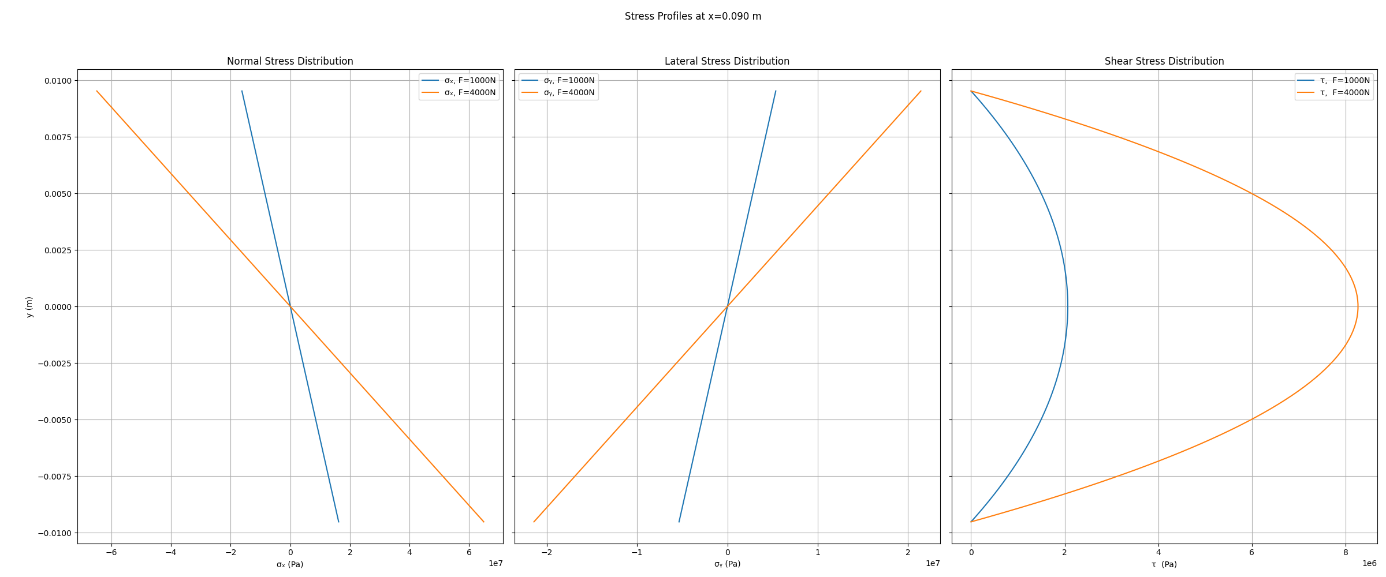 Stress Profiles at x=0.090 m
Normal Stress Distribution
σₓ, F=1000N
σₓ, F=4000N
0.0100
0.0075
0.0050
0.0025
0.0000
−0.0025
−0.0050
−0.0075
−0.0100
y (m)
−6
−4
−2
0
2
4
6
1e7
σₓ (Pa)
Lateral Stress Distribution
σᵧ, F=1000N
σᵧ, F=4000N
−2
−1
0
1
2
1e7
σᵧ (Pa)
Shear Stress Distribution
τ, F=1000N
τ, F=4000N
0
2
4
6
8
1e6
τ (Pa)